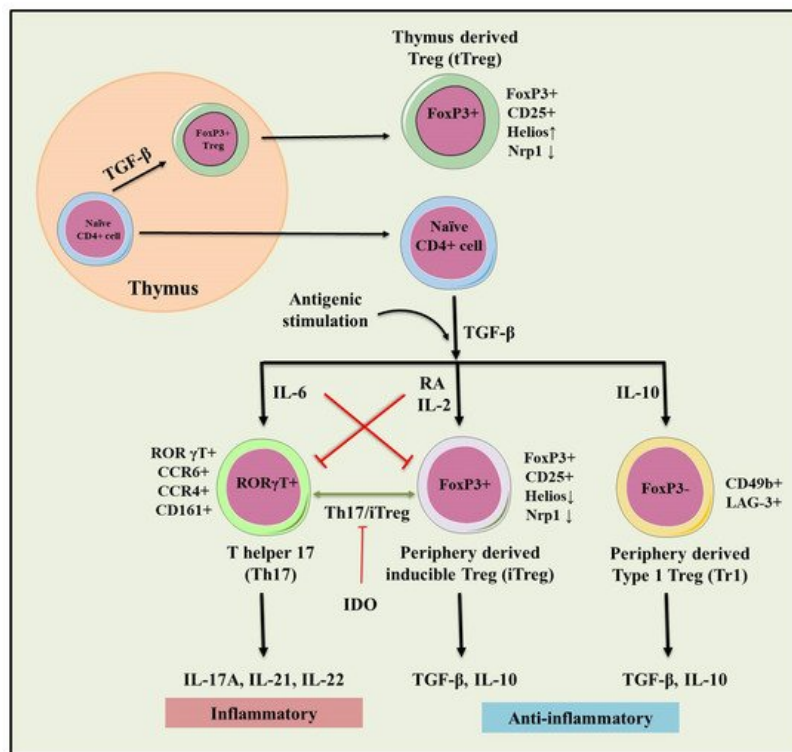 Thymus derived
Treg (tTreg)
FoxP3+
FoxP3+
CD25+
Helios↑
Nrp1 ↓
FoxP3+
Treg
TGF-β
Naïve
CD4+ cell
Thymus
Naïve
CD4+ cell
Antigenic
stimulation
TGF-β
IL-6
RA
IL-2
IL-10
ROR γT+
CCR6+
CCR4+
CD161+
RORγT+
Th17/iTreg
FoxP3+
FoxP3+
CD25+
Helios↓
Nrp1 ↓
FoxP3-
CD49b+
LAG-3+
T helper 17
(Th17)
IDO
Periphery derived
inducible Treg (iTreg)
Periphery derived
Type 1 Treg (Tr1)
IL-17A, IL-21, IL-22
TGF-β, IL-10
TGF-β, IL-10
Inflammatory
Anti-inflammatory